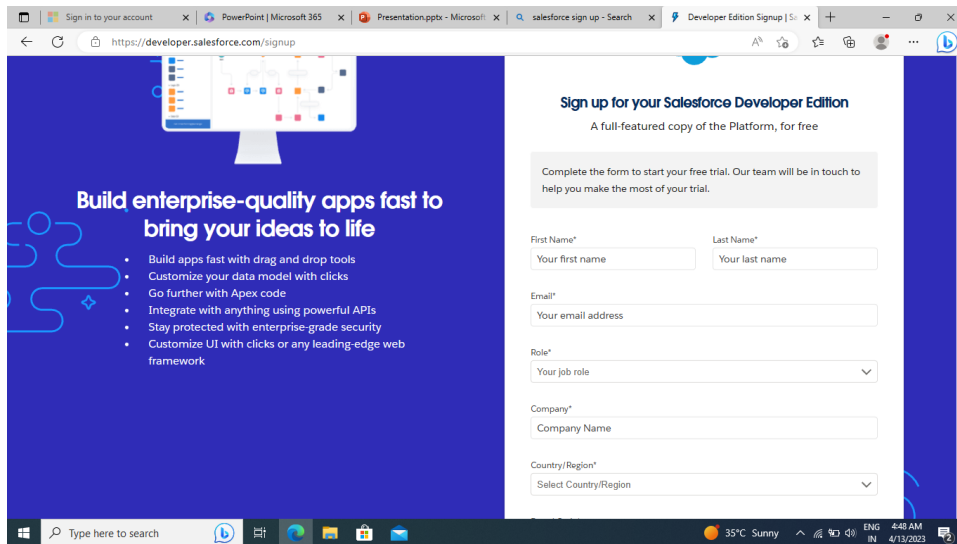 Sign in to your account
PowerPoint | Microsoft 365
Presentation.pptx - Microsoft
salesforce sign up - Search
Developer Edition Signup | Sa
https://developer.salesforce.com/signup
Build enterprise-quality apps fast to
bring your ideas to life
• Build apps fast with drag and drop tools
• Customize your data model with clicks
• Go further with Apex code
• Integrate with anything using powerful APIs
• Stay protected with enterprise-grade security
• Customize UI with clicks or any leading-edge web
framework
Sign up for your Salesforce Developer Edition
A full-featured copy of the Platform, for free
Complete the form to start your free trial. Our team will be in touch to
help you make the most of your trial.
First Name* Last Name*
Your first name Your last name
Email*
Your email address
Role*
Your job role
Company*
Company Name
Country/Region*
Select Country/Region
Type here to search
35°C Sunny
ENG
IN
4:48 AM
4/13/2023
2